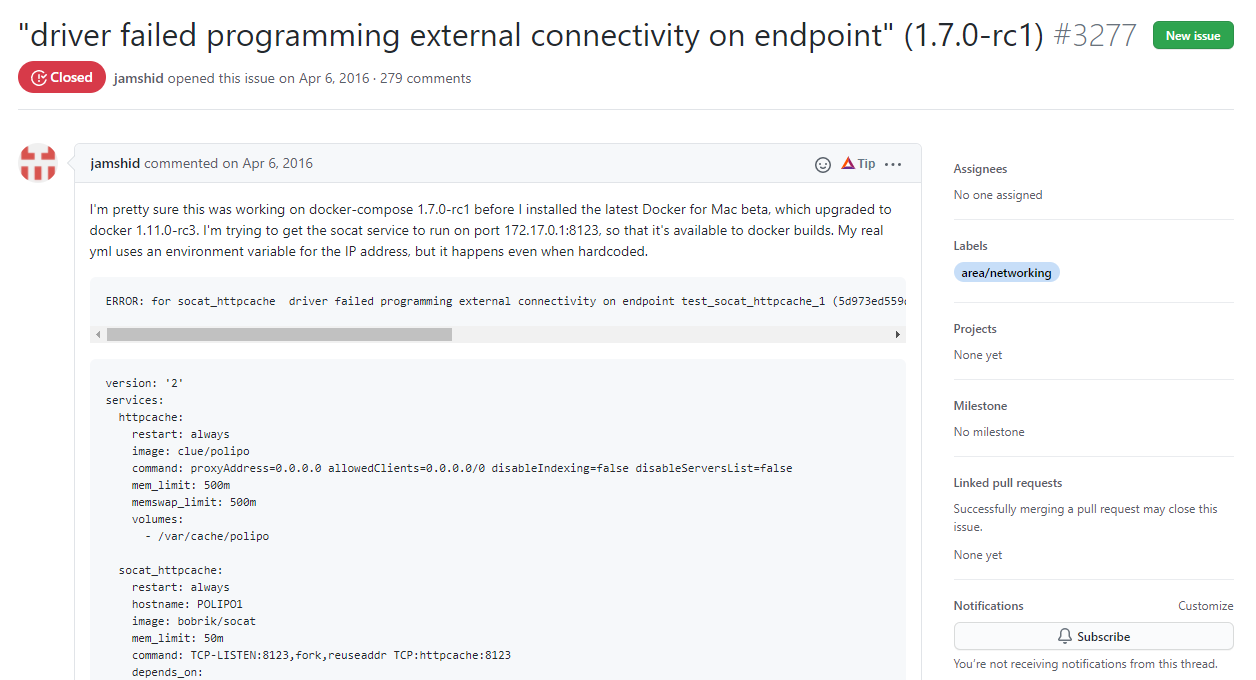 "driver failed programming external connectivity on endpoint" (1.7.0-rc1) #3277
New issue
Closed
jamshid opened this issue on Apr 6, 2016 · 279 comments
jamshid commented on Apr 6, 2016
Tip
I'm pretty sure this was working on docker-compose 1.7.0-rc1 before I installed the latest Docker for Mac beta, which upgraded to
docker 1.11.0-rc3. I'm trying to get the socat service to run on port 172.17.0.1:8123, so that it's available to docker builds. My real
yml uses an environment variable for the IP address, but it happens even when hardcoded.
ERROR: for socat_httpcache  driver failed programming external connectivity on endpoint test_socat_httpcache_1 (5d973ed559
version: '2'
services:
  httpcache:
    restart: always
    image: clue/polipo
    command: proxyAddress=0.0.0.0 allowedClients=0.0.0.0/0 disableIndexing=false disableServersList=false
    mem_limit: 500m
    memswap_limit: 500m
    volumes:
      - /var/cache/polipo
  socat_httpcache:
    restart: always
    hostname: POLIPO1
    image: bobrik/socat
    mem_limit: 50m
    command: TCP-LISTEN:8123,fork,reuseaddr TCP:httpcache:8123
    depends_on:
Assignees
No one assigned
Labels
area/networking
Projects
None yet
Milestone
No milestone
Linked pull requests
Successfully merging a pull request may close this
issue.
None yet
Notifications
Customize
Subscribe
You're not receiving notifications from this thread.